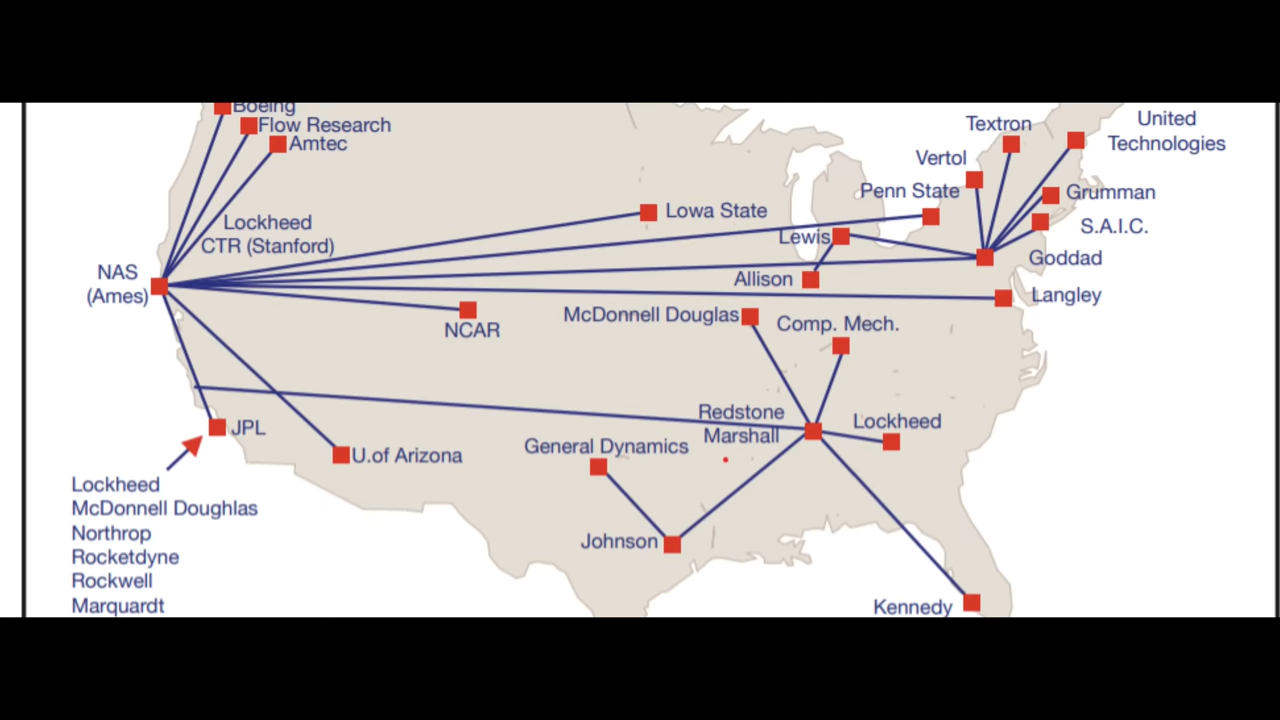 Boeing
Flow Research
Amtec
Textron
United
Technologies
Vertol
Penn State
Grumman
Lowa State
Lockheed
CTR (Stanford)
S.A.I.C.
Lewis
Goddad
NAS
(Ames)
Allison
Langley
NCAR
McDonnell Douglas
Comp. Mech.
Redstone
Marshall
Lockheed
JPL
General Dynamics
U.of Arizona
Lockheed
McDonnell Doughlas
Northrop
Rocketdyne
Rockwell
Marquardt
Johnson
Kennedy